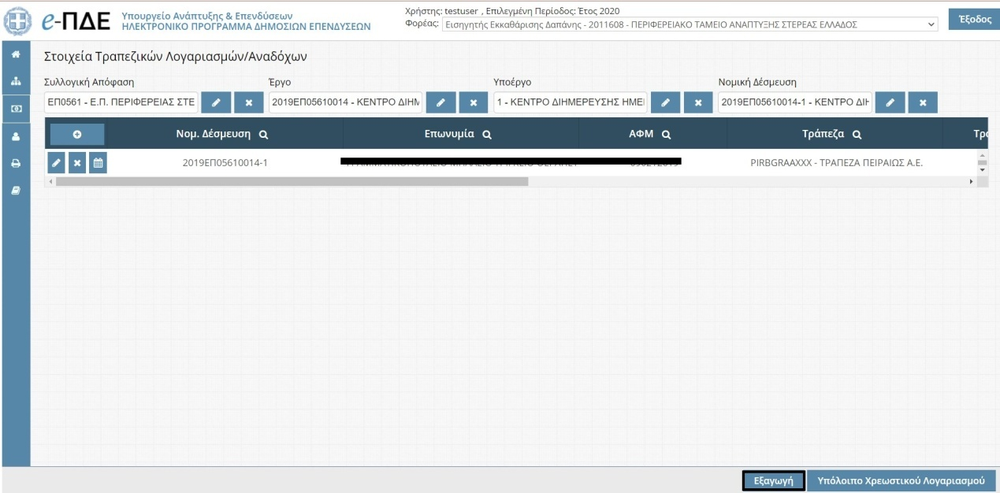 e-ΠΔΕ
Υπουργείο Ανάπτυξης & Επενδύσεων
ΗΛΕΚΤΡΟΝΙΚΟ ΠΡΟΓΡΑΜΜΑ ΔΗΜΟΣΙΩΝ ΕΠΕΝΔΥΣΕΩΝ
Χρήστης: testuser , Επιλεγμένη Περίοδος: Έτος 2020
Φορέας: Εισηγητής Εκκαθάρισης Δαπάνης - 2011608 - ΠΕΡΙΦΕΡΕΙΑΚΟ ΤΑΜΕΙΟ ΑΝΑΠΤΥΞΗΣ ΣΤΕΡΕΑΣ ΕΛΛΑΔΟΣ
Έξοδος
Στοιχεία Τραπεζικών Λογαριασμών/Αναδόχων
Συλλογική Απόφαση Έργο Υποέργο Νομική Δέσμευση
ΕΠ0561 - Ε.Π. ΠΕΡΙΦΕΡΕΙΑΣ ΣΤΕ 2019ΕΠ05610014 - ΚΕΝΤΡΟ ΔΙΗΜ 1 - ΚΕΝΤΡΟ ΔΙΗΜΕΡΕΥΣΗΣ ΗΜΕΙ 2019ΕΠ05610014-1 - ΚΕΝΤΡΟ ΔΙΗ
Νομ. Δέσμευση Επωνυμία ΑΦΜ Τράπεζα Τρα
2019ΕΠ05610014-1 PIRBGRAAXXX - ΤΡΑΠΕΖΑ ΠΕΙΡΑΙΩΣ Α.Ε.
Εξαγωγή Υπόλοιπο Χρεωστικού Λογαριασμού